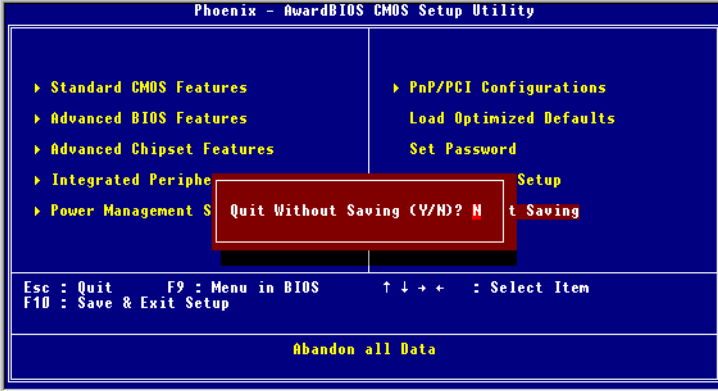 Phoenix - AwardBIOS CMOS Setup Utility
Standard CMOS Features
Advanced BIOS Features
Advanced Chipset Features
Integrated Periphe
Power Management S
PnP/PCI Configurations
Load Optimized Defaults
Set Password
Setup
t Saving
Quit Without Saving (Y/N)? N
Esc : Quit F9 : Menu in BIOS ↑ ↓ → ← : Select Item
F10 : Save & Exit Setup
Abandon all Data